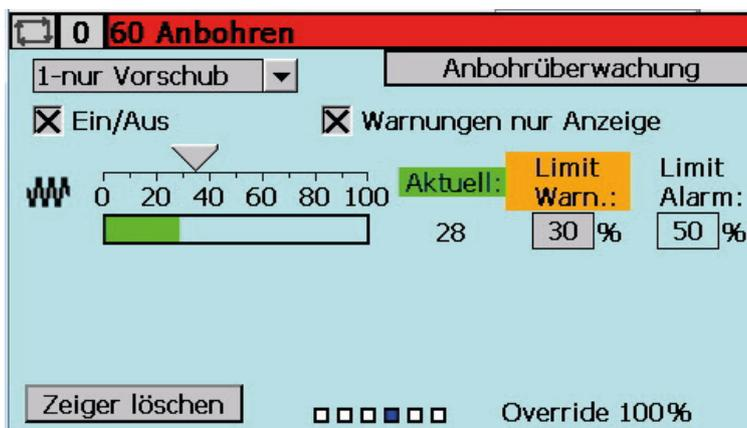 0 60 Anbohren
1-nur Vorschub
Anbohrüberwachung
Ein/Aus
Warnungen nur Anzeige
0 20 40 60 80 100
Aktuell:
Limit
Warn.:
Limit
Alarm:
28
30 %
50 %
Zeiger löschen
Override 100%